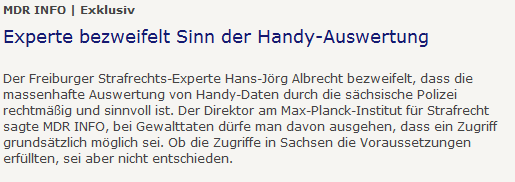 MDR INFO | Exklusiv
Experte bezweifelt Sinn der Handy-Auswertung
Der Freiburger Strafrechts-Experte Hans-Jörg Albrecht bezweifelt, dass die
massenhafte Auswertung von Handy-Daten durch die sächsische Polizei
rechtmäßig und sinnvoll ist. Der Direktor am Max-Planck-Institut für Strafrecht
sagte MDR INFO, bei Gewalttaten dürfe man davon ausgehen, dass ein Zugriff
grundsätzlich möglich sei. Ob die Zugriffe in Sachsen die Voraussetzungen
erfüllten, sei aber nicht entschieden.